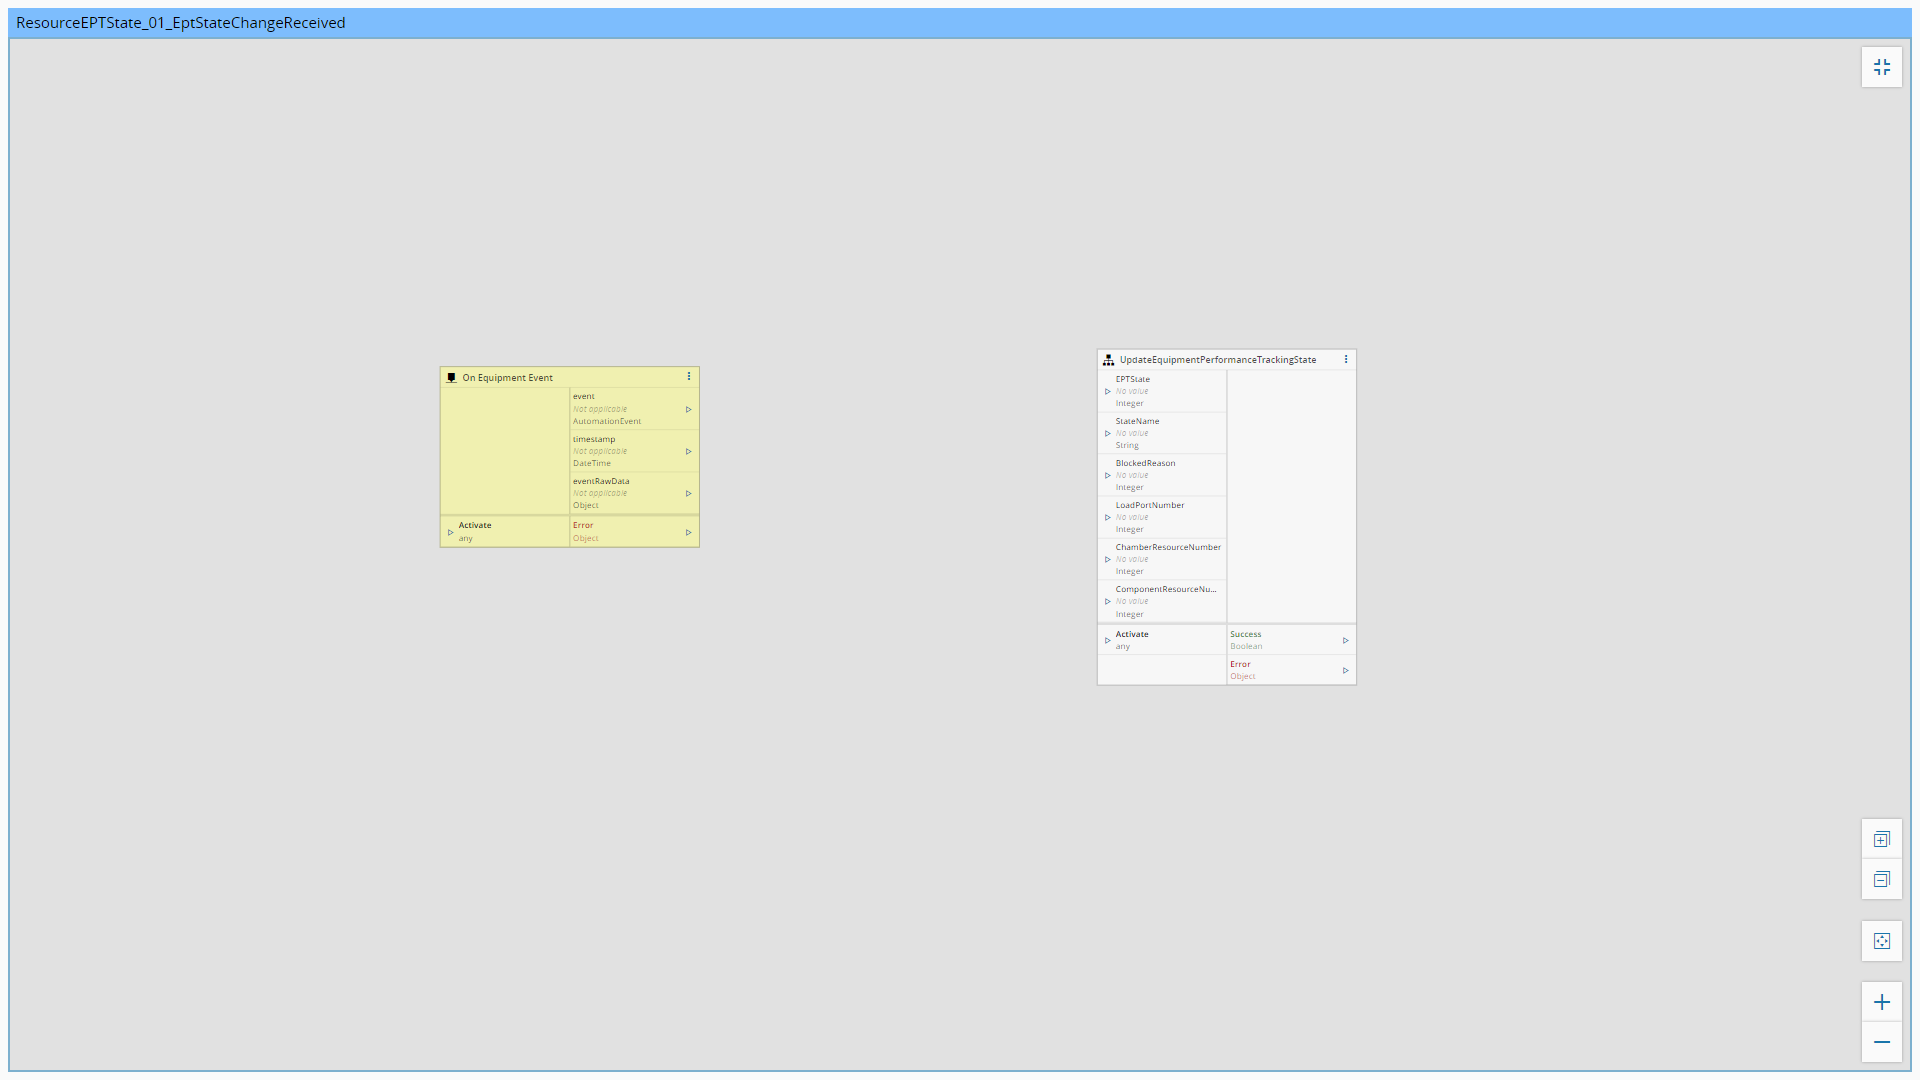 ResourceEPTState_01_EptStateChangeReceived
On Equipment Event
event
Not applicable
AutomationEvent
timestamp
Not applicable
DateTime
eventRawData
Not applicable
Object
Activate
any
Error
Object
UpdateEquipmentPerformanceTrackingState
EPTState
No value
Integer
StateName
No value
String
BlockedReason
No value
Integer
LoadPortNumber
No value
Integer
ChamberResourceNumber
No value
Integer
ComponentResourceNu...
No value
Integer
Activate
any
Success
Boolean
Error
Object